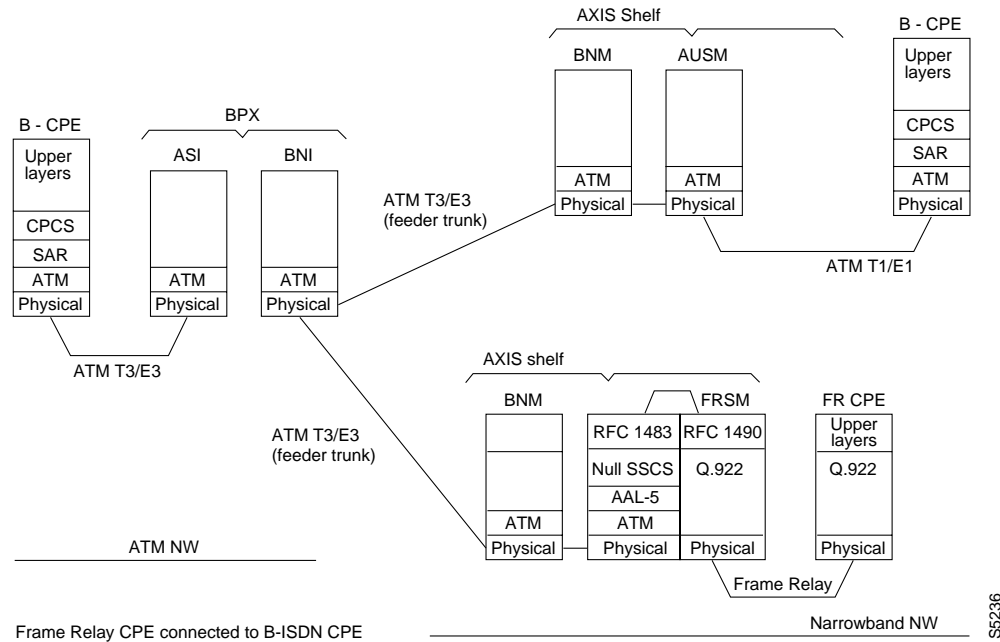 AXIS Shelf
BNM
AUSM
B - CPE
Upper
layers
CPCS
SAR
ATM
Physical
ATM
Physical
ATM
Physical
ATM T1/E1
B - CPE
Upper
layers
CPCS
SAR
ATM
Physical
BPX
ASI
BNI
ATM
Physical
ATM
Physical
ATM T3/E3
ATM T3/E3
(feeder trunk)
ATM T3/E3
(feeder trunk)
AXIS shelf
BNM
ATM
Physical
FRSM
RFC 1483
RFC 1490
Null SSCS
Q.922
AAL-5
ATM
Physical
Physical
FR CPE
Upper
layers
Q.922
Physical
Frame Relay
ATM NW
Narrowband NW
Frame Relay CPE connected to B-ISDN CPE
S5236